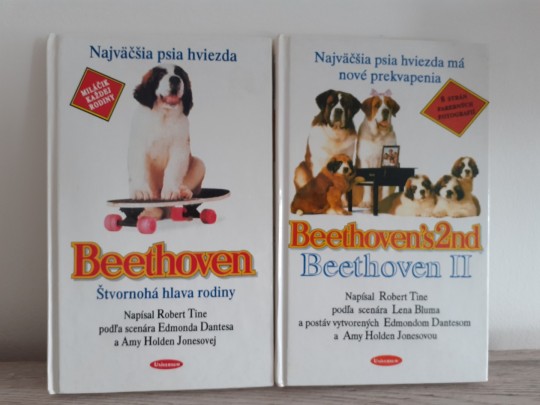 Najväčšia psia hviezda
MILÁČIK
KAŽDEJ
RODINY
Beethoven
Štvornohá hlava rodiny
Napísal Robert Tine
podľa scenára Edmonda Dantesa
a Amy Holden Jonesovej
Najväčšia psia hviezda má
nové prekvapenia
FAREBNÝCH
FOTOGRAFIÍ
Beethoven's 2nd
Beethoven II
Napísal Robert Tine
podľa scenára Lena Bluma
a postáv vytvorených Edmondom Dantesom
a Amy Holden Jonesovou